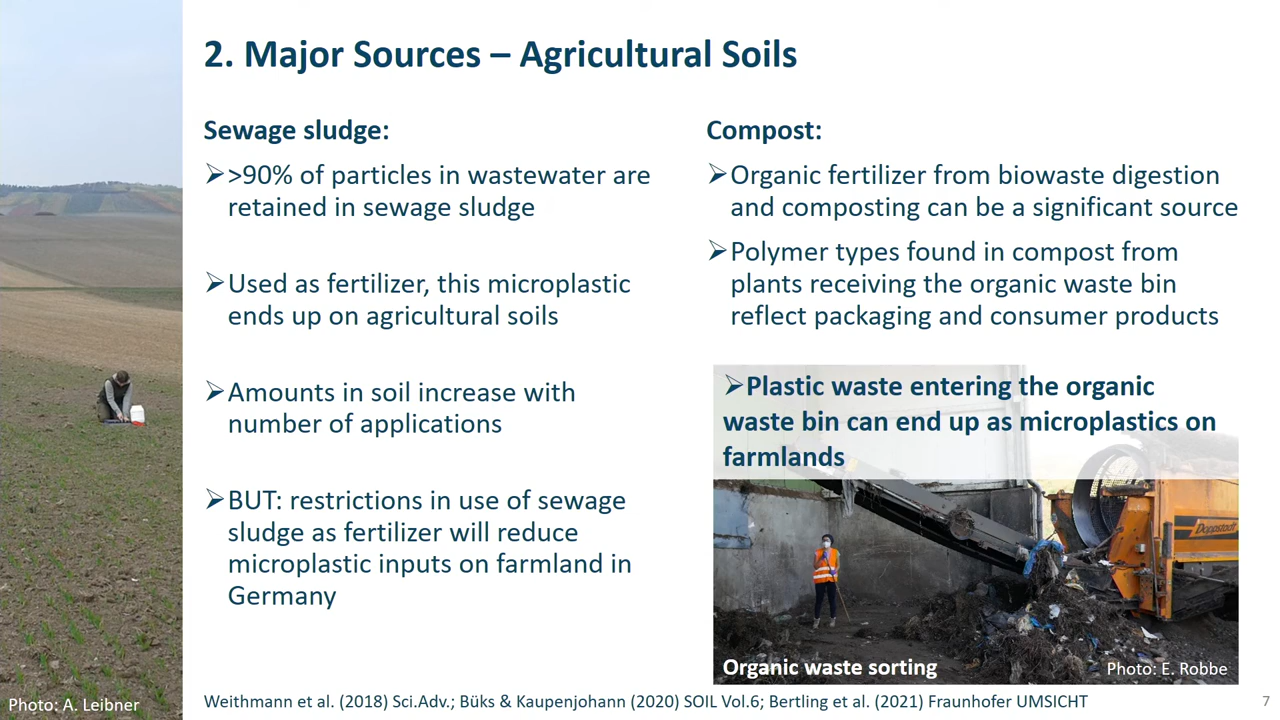 2. Major Sources – Agricultural Soils
Sewage sludge:
➢>90% of particles in wastewater are
retained in sewage sludge
➢Used as fertilizer, this microplastic
ends up on agricultural soils
➢Amounts in soil increase with
number of applications
➢BUT: restrictions in use of sewage
sludge as fertilizer will reduce
microplastic inputs on farmland in
Germany
Compost:
➢Organic fertilizer from biowaste digestion
and composting can be a significant source
➢Polymer types found in compost from
plants receiving the organic waste bin
reflect packaging and consumer products
➢Plastic waste entering the organic
waste bin can end up as microplastics on
farmlands
Doppstadt
Organic waste sorting
Photo: E. Robbe
Photo: A. Leibner
Weithmann et al. (2018) Sci.Adv.; Büks & Kaupenjohann (2020) SOIL Vol.6; Bertling et al. (2021) Fraunhofer UMSICHT
7